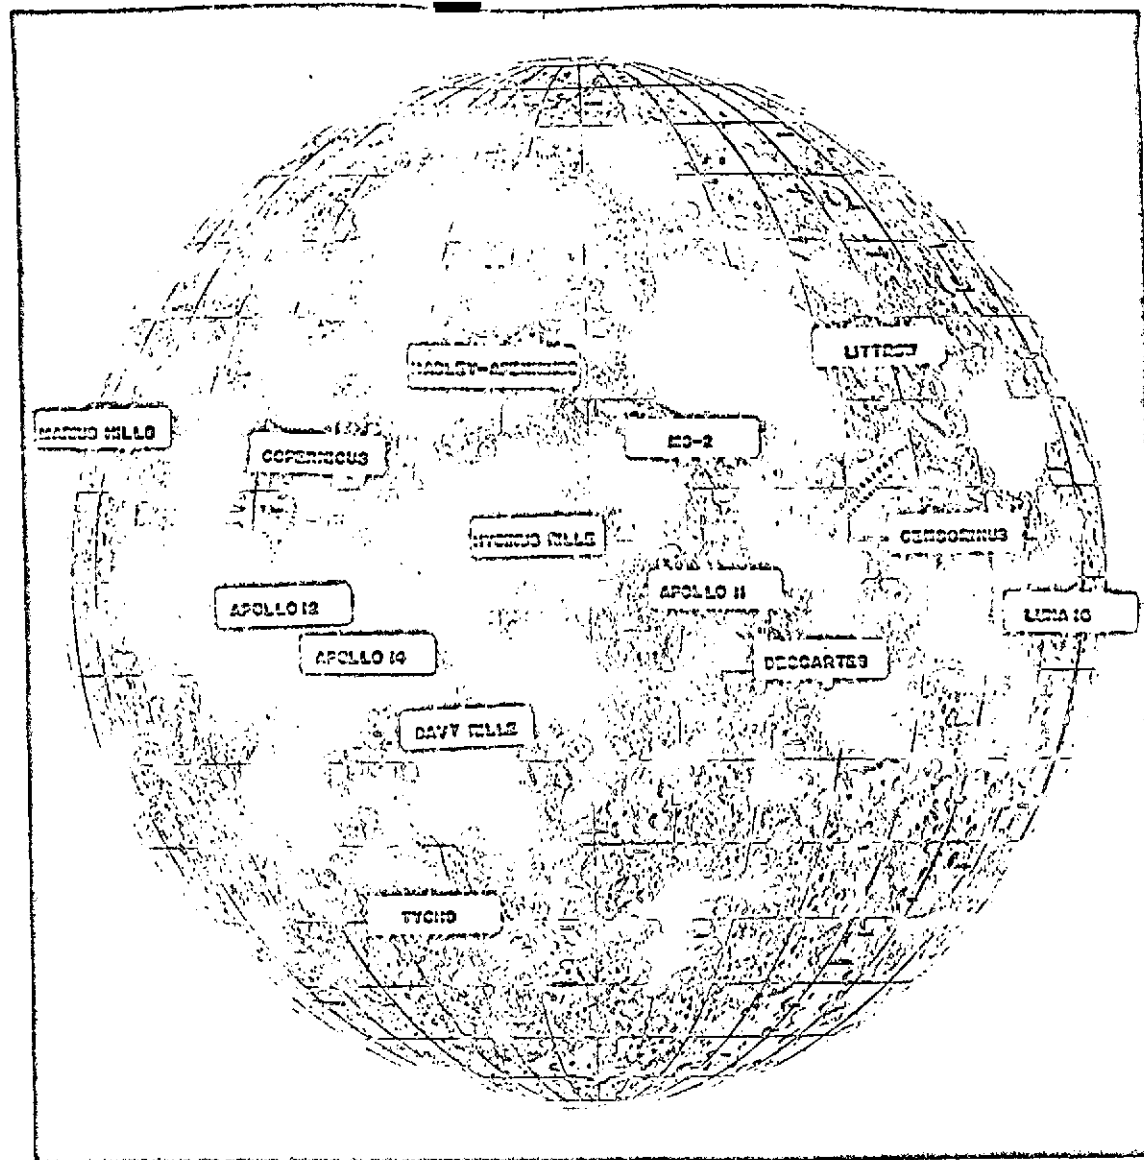 LITTROW
HADLEY-APENNINES
MARIUS HILLS
COPERNICUS
CENSORINUS
HYGINUS RILLE
APOLLO 11
APOLLO 12
LUNA 16
APOLLO 14
DESCARTES
DAVY RILLE
TYCHO